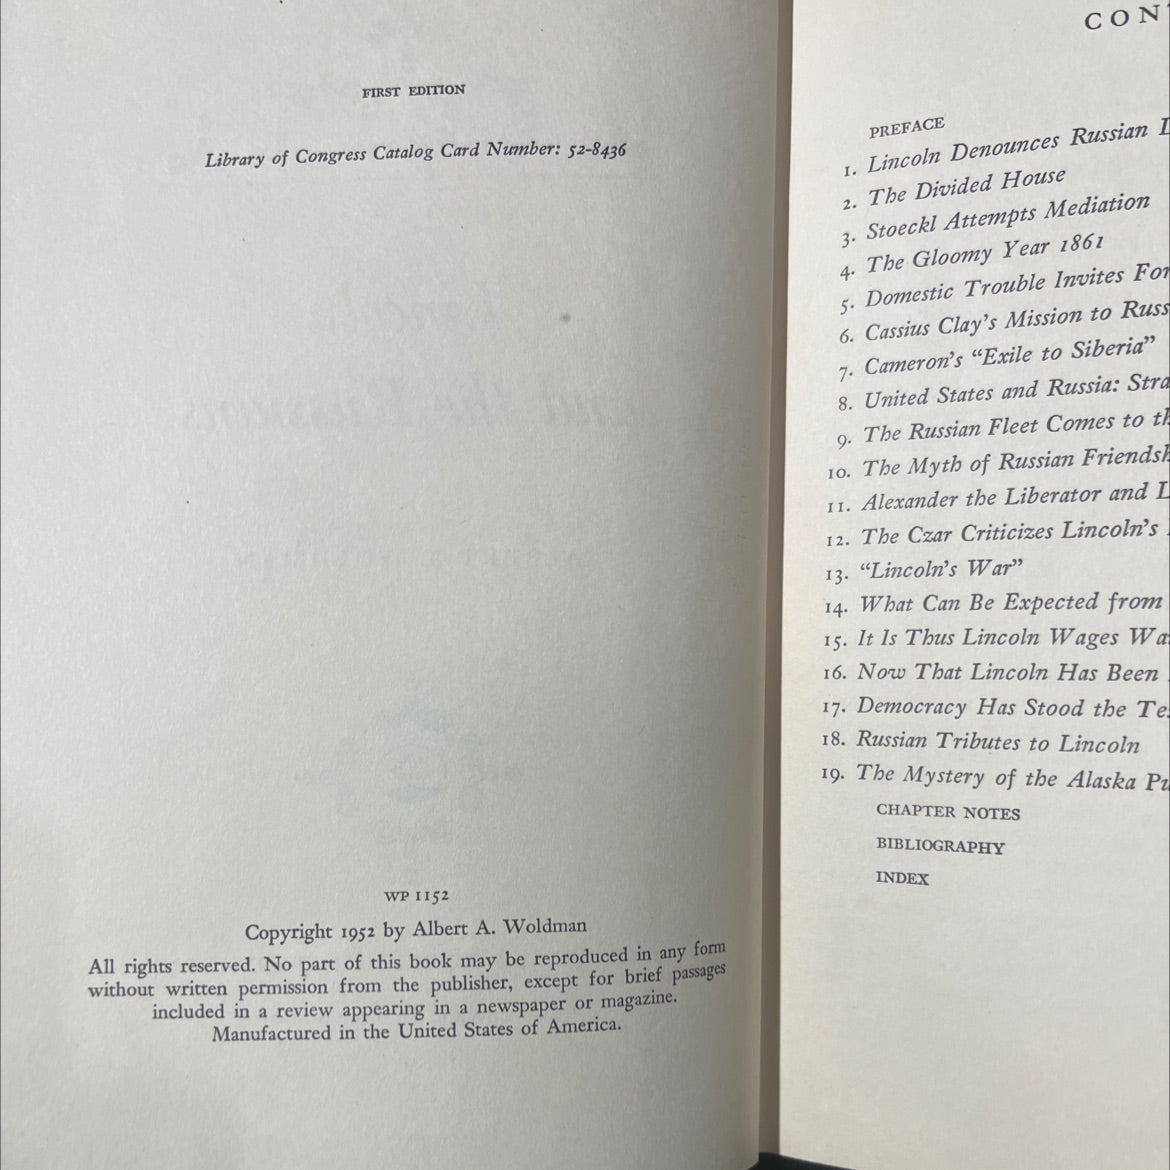 FIRST EDITION
Library of Congress Catalog Card Number: 52-8436
WP 1152
Copyright 1952 by Albert A. Woldman
All rights reserved. No part of this book may be reproduced in any form
without written permission from the publisher, except for brief passages
included in a review appearing in a newspaper or magazine.
Manufactured in the United States of America.
CON
PREFACE
1. Lincoln Denounces Russian
2. The Divided House
3. Stoeckl Attempts Mediation
4. The Gloomy Year 1861
5. Domestic Trouble Invites For
6. Cassius Clay's Mission to Russ
7. Cameron's "Exile to Siberia"
8. United States and Russia: Stra
9. The Russian Fleet Comes to th
10. The Myth of Russian Friendsh
11. Alexander the Liberator and L
12. The Czar Criticizes Lincoln's
13. "Lincoln's War"
14. What Can Be Expected from
15. It Is Thus Lincoln Wages Wa
16. Now That Lincoln Has Been
17. Democracy Has Stood the Te
18. Russian Tributes to Lincoln
19. The Mystery of the Alaska Pu
CHAPTER NOTES
BIBLIOGRAPHY
INDEX